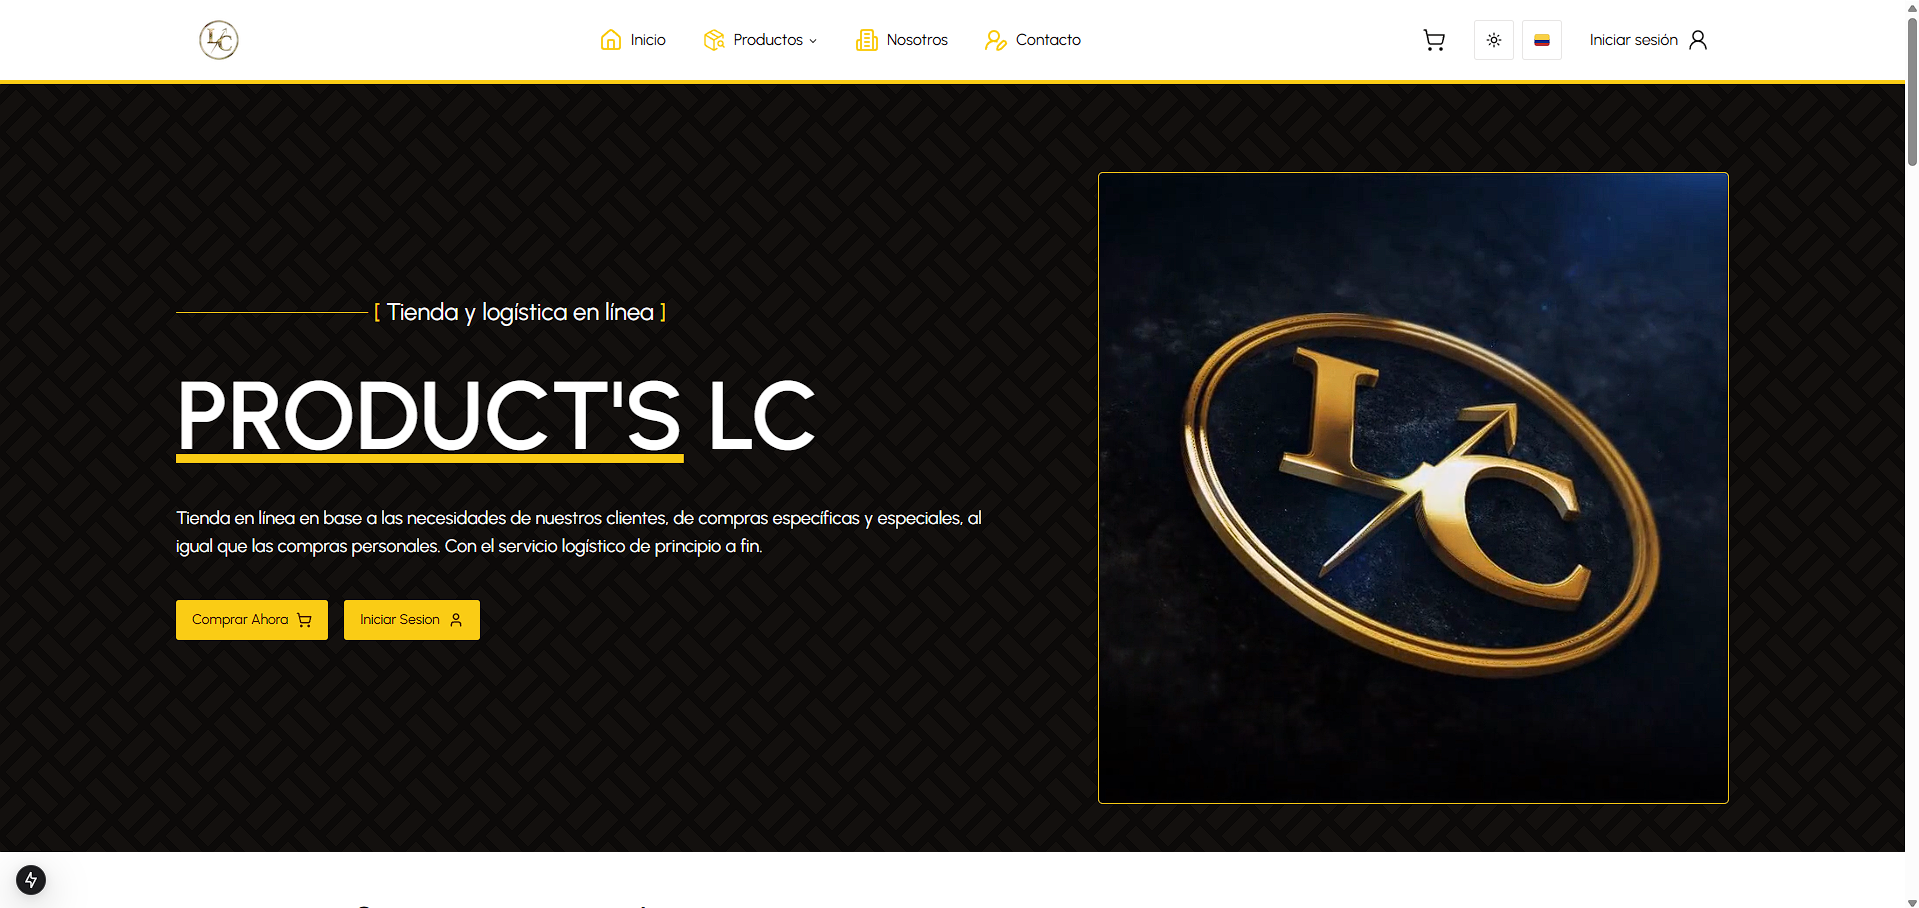 LC
Inicio
Productos
Nosotros
Contacto
Iniciar sesión
[ Tienda y logística en línea ]
PRODUCT'S LC
Tienda en línea en base a las necesidades de nuestros clientes, de compras específicas y especiales, al
igual que las compras personales. Con el servicio logístico de principio a fin.
Comprar Ahora
Iniciar Sesion
LC